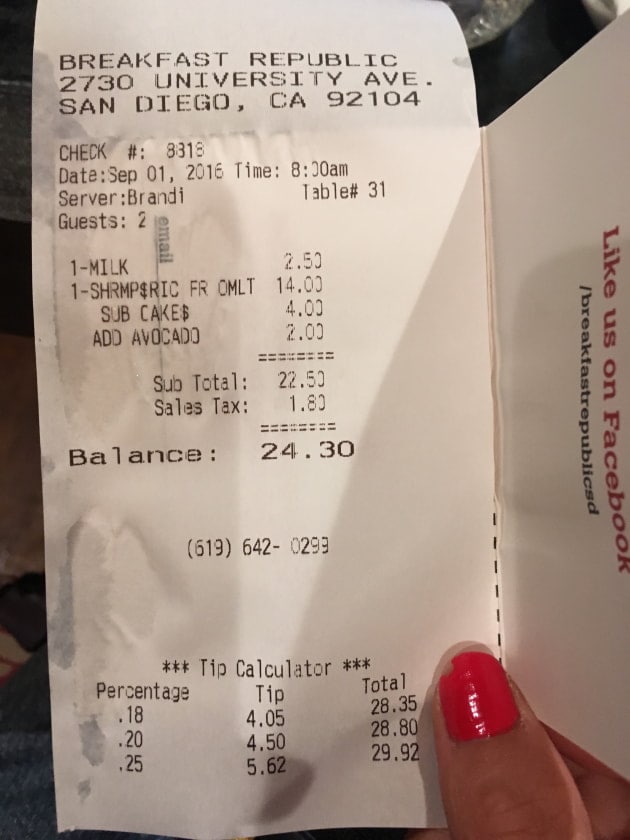 BREAKFAST REPUBLIC
2730 UNIVERSITY AVE.
SAN DIEGO, CA 92104
CHECK #: 8318
Date:Sep 01, 2016 Time: 8:30am
Server:Brandi Table# 31
Guests: 2
email
1-MILK 2.50
1-SHRMP$RIC FR OMLT 14.00
SUB CAKE$ 4.00
ADD AVOCADO 2.00
========
Sub Total: 22.50
Sales Tax: 1.80
========
Balance: 24.30
(619) 642- 0299
*** Tip Calculator ***
Percentage Tip Total
.18 4.05 28.35
.20 4.50 28.80
.25 5.62 29.92
Like us on Facebook
/breakfastrepublicsd